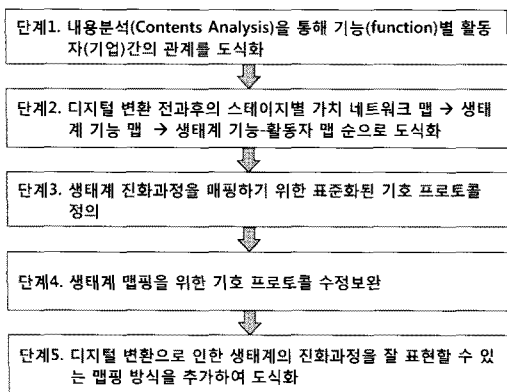 단계1. 내용분석(Contents Analysis)을 통해 기능(function)별 활동
자(기업)간의 관계를 도식화
단계2. 디지털 변환 전과후의 스테이지별 가치 네트워크 맵 → 생태
계 기능 맵 → 생태계 기능-활동자 맵 순으로 도식화
단계3. 생태계 진화과정을 매핑하기 위한 표준화된 기호 프로토콜
정의
단계4. 생태계 맵핑을 위한 기호 프로토콜 수정보완
단계5. 디지털 변환으로 인한 생태계의 진화과정을 잘 표현할 수 있
는 맵핑 방식을 추가하여 도식화